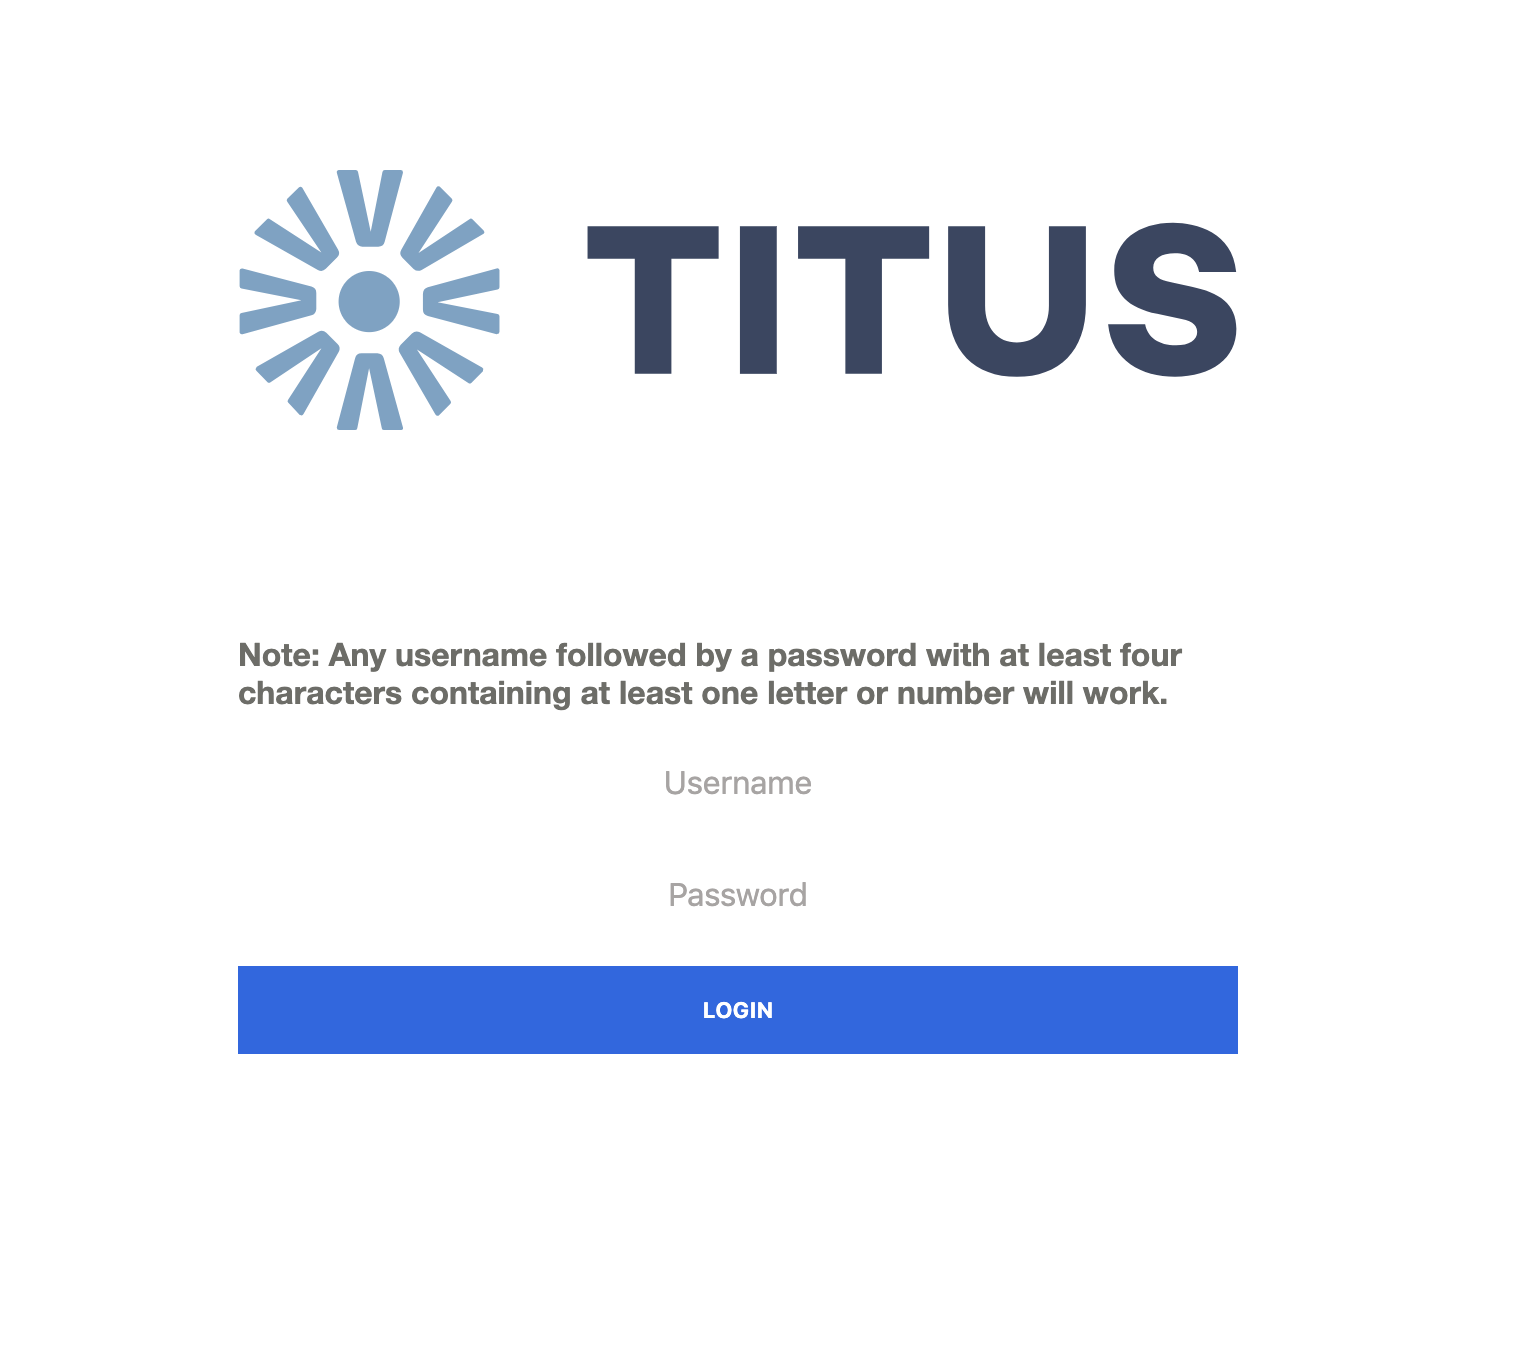 TITUS
Note: Any username followed by a password with at least four
characters containing at least one letter or number will work.
Username
Password
LOGIN